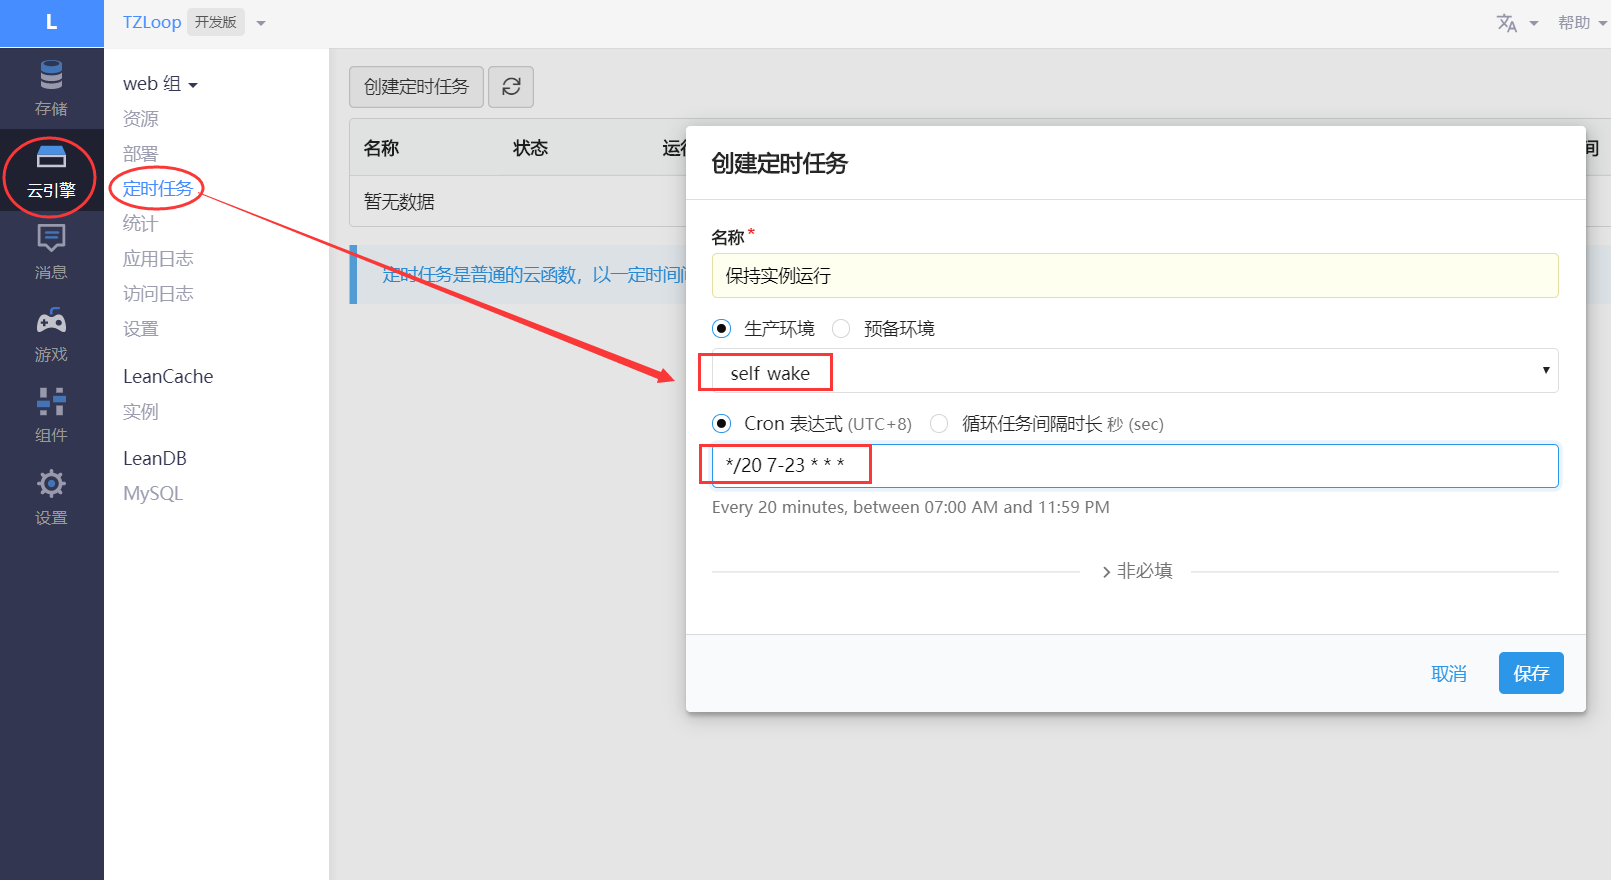 L
TZLoop 开发版
帮助
存储
云引擎
消息
游戏
组件
设置
web 组
资源
部署
定时任务
统计
应用日志
访问日志
设置
LeanCache
实例
LeanDB
MySQL
创建定时任务
名称 状态
暂无数据
定时任务是普通的云函数，以一定时间
创建定时任务
名称*
保持实例运行
生产环境 预备环境
self wake
Cron 表达式 (UTC+8) 循环任务间隔时长 秒 (sec)
*/20 7-23 * * *
Every 20 minutes, between 07:00 AM and 11:59 PM
非必填
取消 保存